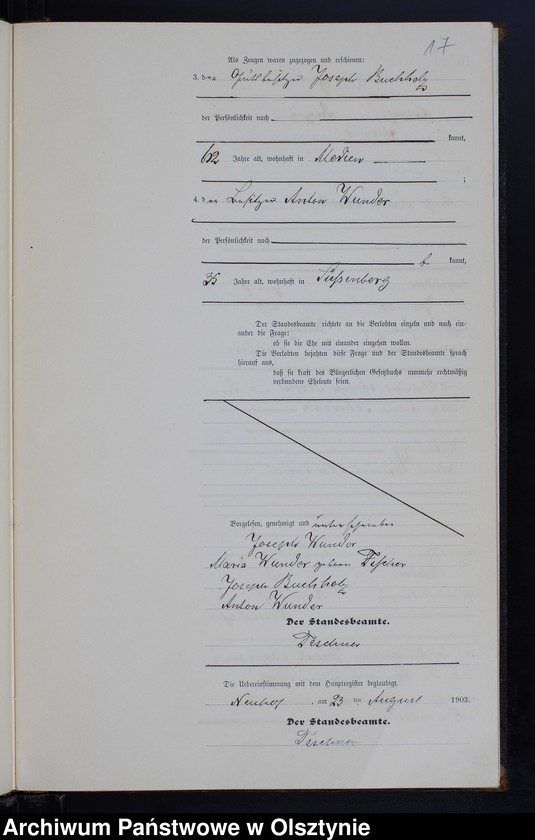 17
Als Zeugen waren zugezogen und erschienen:
3. der Gutsbesitzer Joseph Buchholz
der Persönlichkeit nach
kannt,
62 Jahre alt, wohnhaft in Medien
;
4. der Besitzer Anton Wunder
der Persönlichkeit nach
b. kannt,
35 Jahre alt, wohnhaft in Süßenberg
Der Standesbeamte richtete an die Verlobten einzeln und nach ein-
ander die Frage:
ob sie die Ehe mit einander eingehen wollen.
Die Verlobten bejahten diese Frage und der Standesbeamte sprach
hierauf aus,
daß sie kraft des Bürgerlichen Gesetzbuchs nunmehr rechtmäßig
verbundene Eheleute seien.
Vorgelesen, genehmigt und unterschrieben
Joseph Wunder
Maria Wunder geboren Fischer
Joseph Buchholz
Anton Wunder
Der Standesbeamte.
Teschner
Die Uebereinstimmung mit dem Hauptregister beglaubigt.
Neuhof, am 23 ten August 1903.
Der Standesbeamte.
Teschner
Archiwum Państwowe w Olsztynie